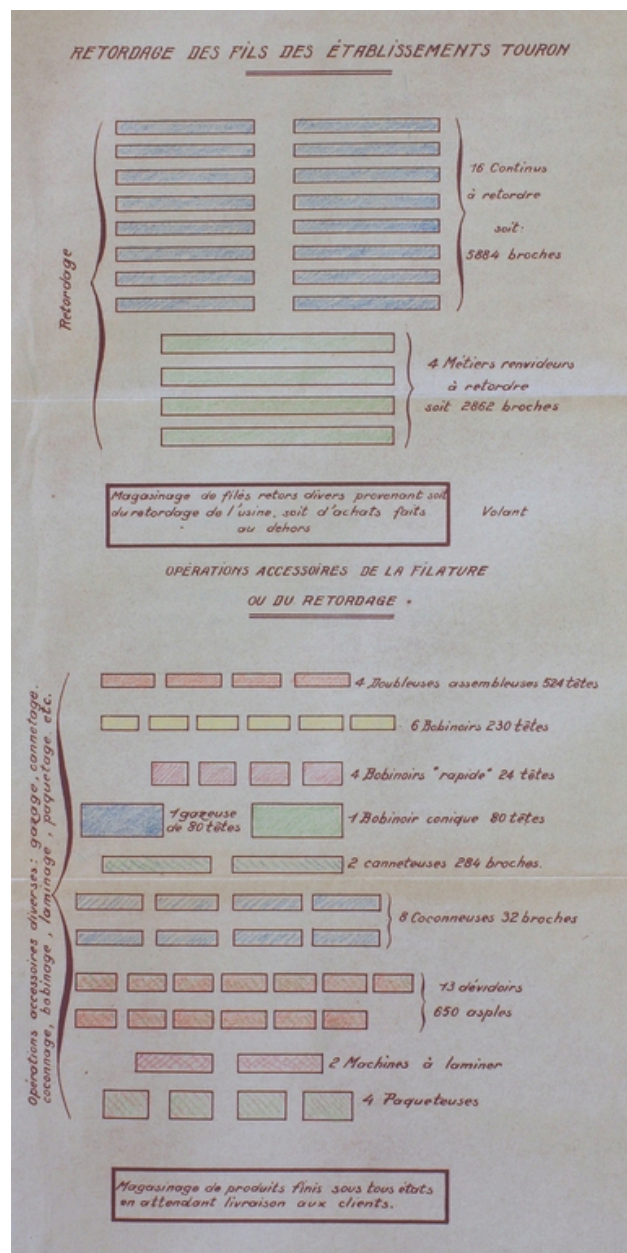 RETORDAGE DES FILS DES ÉTABLISSEMENTS TOURON
Retordage
16 Continus
à retordre
soit:
5884 broches
4 Métiers renvideurs
à retordre
soit 2862 broches
Magasinage de filés retors divers provenant soit
du retordage de l'usine, soit d'achats faits
au dehors
Volant
OPÉRATIONS ACCESSOIRES DE LA FILATURE
OU DU RETORDAGE.
Opérations accessoires diverses: gazage, cannetage.
coconnage, bobinage, laminage, paquetage. etc.
4 Doubleuses assembleuses 524 têtes
6 Bobinoirs 230 têtes
4 Bobinoirs "rapide" 24 têtes
1 gazeuse
de 80 têtes
1 Bobinoir conique 80 têtes
2 canneteuses 284 broches.
8 Coconneuses 32 broches
13 dévidoirs
650 asples
2 Machines à laminer
4 Paqueteuses
Magasinage de produits finis sous tous états
en attendant livraison aux clients.